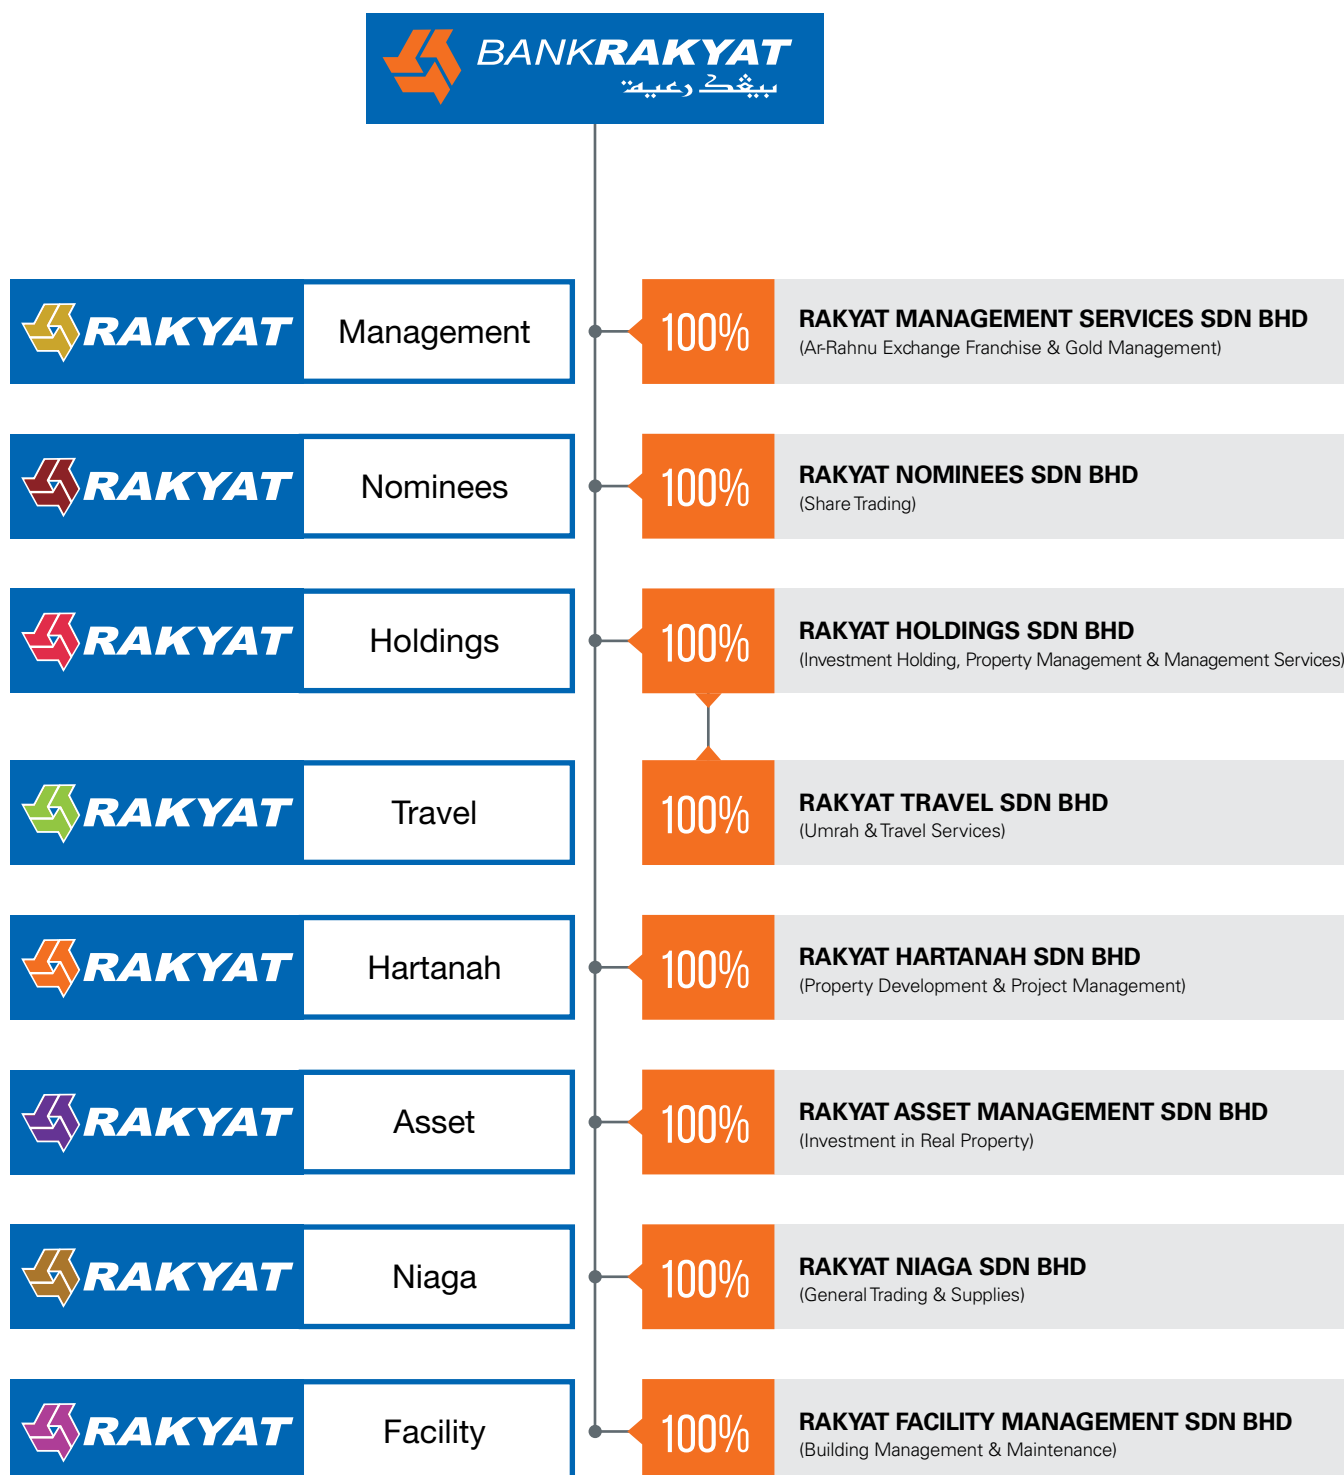 BANKRAKYAT
بيڠک رعية
RAKYAT
Management
100%
RAKYAT MANAGEMENT SERVICES SDN BHD
(Ar-Rahnu Exchange Franchise & Gold Management)
RAKYAT
Nominees
100%
RAKYAT NOMINEES SDN BHD
(Share Trading)
RAKYAT
Holdings
100%
RAKYAT HOLDINGS SDN BHD
(Investment Holding, Property Management & Management Services)
RAKYAT
Travel
100%
RAKYAT TRAVEL SDN BHD
(Umrah & Travel Services)
RAKYAT
Hartanah
100%
RAKYAT HARTANAH SDN BHD
(Property Development & Project Management)
RAKYAT
Asset
100%
RAKYAT ASSET MANAGEMENT SDN BHD
(Investment in Real Property)
RAKYAT
Niaga
100%
RAKYAT NIAGA SDN BHD
(General Trading & Supplies)
RAKYAT
Facility
100%
RAKYAT FACILITY MANAGEMENT SDN BHD
(Building Management & Maintenance)